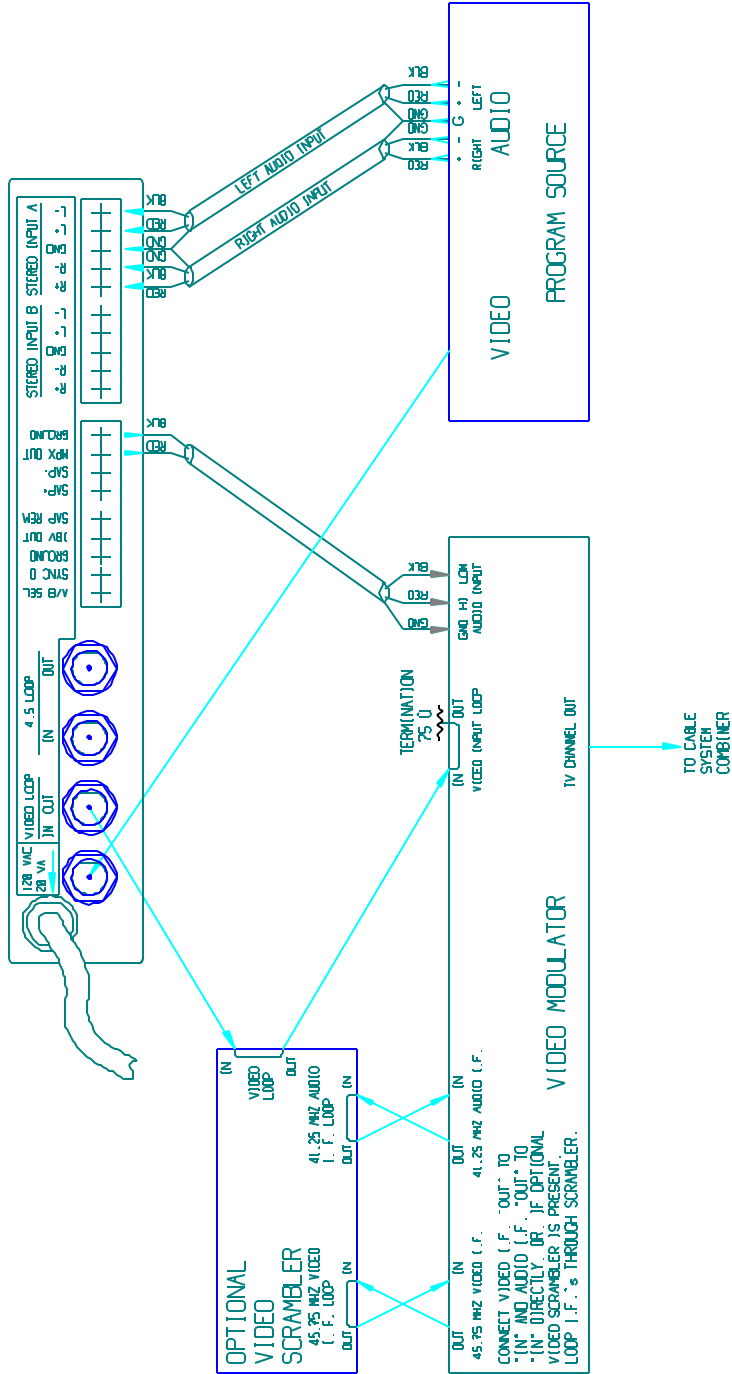 STEREO INPUT A
L-
L+
GND
R-
R+
STEREO INPUT B
L-
L+
GND
R-
R+
GROUND
MPX OUT
SAP-
SAP+
SAP REM
GROUND
A/B SEL
4.5 LOOP
OUT
IN
VIDEO LOOP
OUT
IN
120 VAC
20 VA
BLK
RED
GND
GND
BLK
RED
BLK
RED
LEFT AUDIO INPUT
RIGHT AUDIO INPUT
BLK
RED
GND
GND
BLK
RED
-
+
G
-
+
LEFT
RIGHT
AUDIO
VIDEO
PROGRAM SOURCE
BLK
RED
GND
GND HI LOW
AUDIO INPUT
TERMINATION
75 Ω
IN
OUT
VIDEO INPUT LOOP
TV CHANNEL OUT
TO CABLE
SYSTEM
COMBINER
VIDEO MODULATOR
IN
OUT
VIDEO
LOOP
41.25 MHZ AUDIO
I.F. LOOP
OUT
IN
45.75 MHZ VIDEO
I.F. LOOP
OUT
IN
OPTIONAL
VIDEO
SCRAMBLER
OUT
IN
41.25 MHZ AUDIO I.F.
OUT
IN
45.75 MHZ VIDEO I.F.
CONNECT VIDEO I.F. "OUT" TO
"IN" AND AUDIO I.F. "OUT" TO
"IN" DIRECTLY. OR, IF OPTIONAL
VIDEO SCRAMBLER IS PRESENT,
LOOP I.F.'s THROUGH SCRAMBLER.